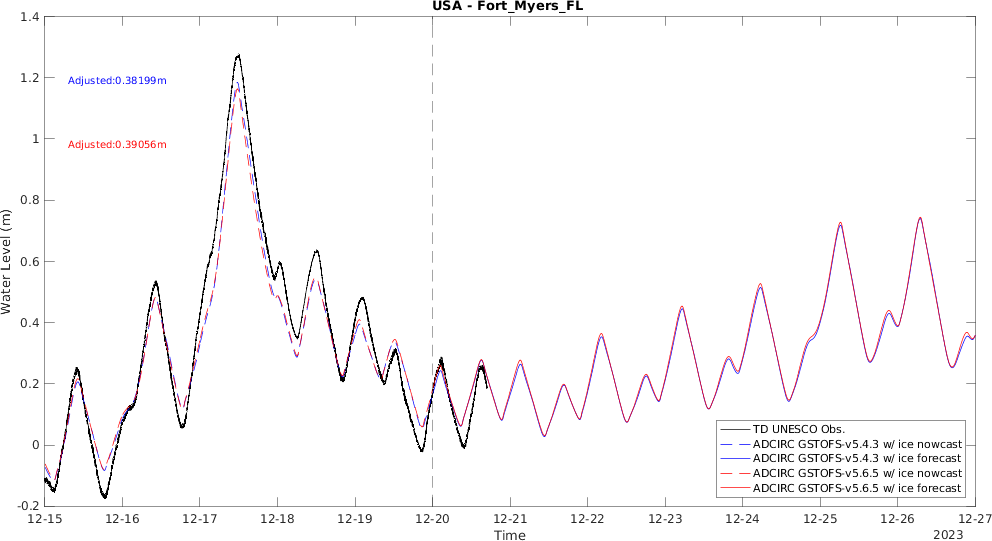 USA - Fort_Myers_FL
1.4
1.2
1
0.8
0.6
0.4
0.2
0
-0.2
Water Level (m)
Adjusted:0.38199m
Adjusted:0.39056m
TD UNESCO Obs.
ADCIRC GSTOFS-v5.4.3 w/ ice nowcast
ADCIRC GSTOFS-v5.4.3 w/ ice forecast
ADCIRC GSTOFS-v5.6.5 w/ ice nowcast
ADCIRC GSTOFS-v5.6.5 w/ ice forecast
12-15 12-16 12-17 12-18 12-19 12-20 12-21 12-22 12-23 12-24 12-25 12-26 12-27
Time
2023